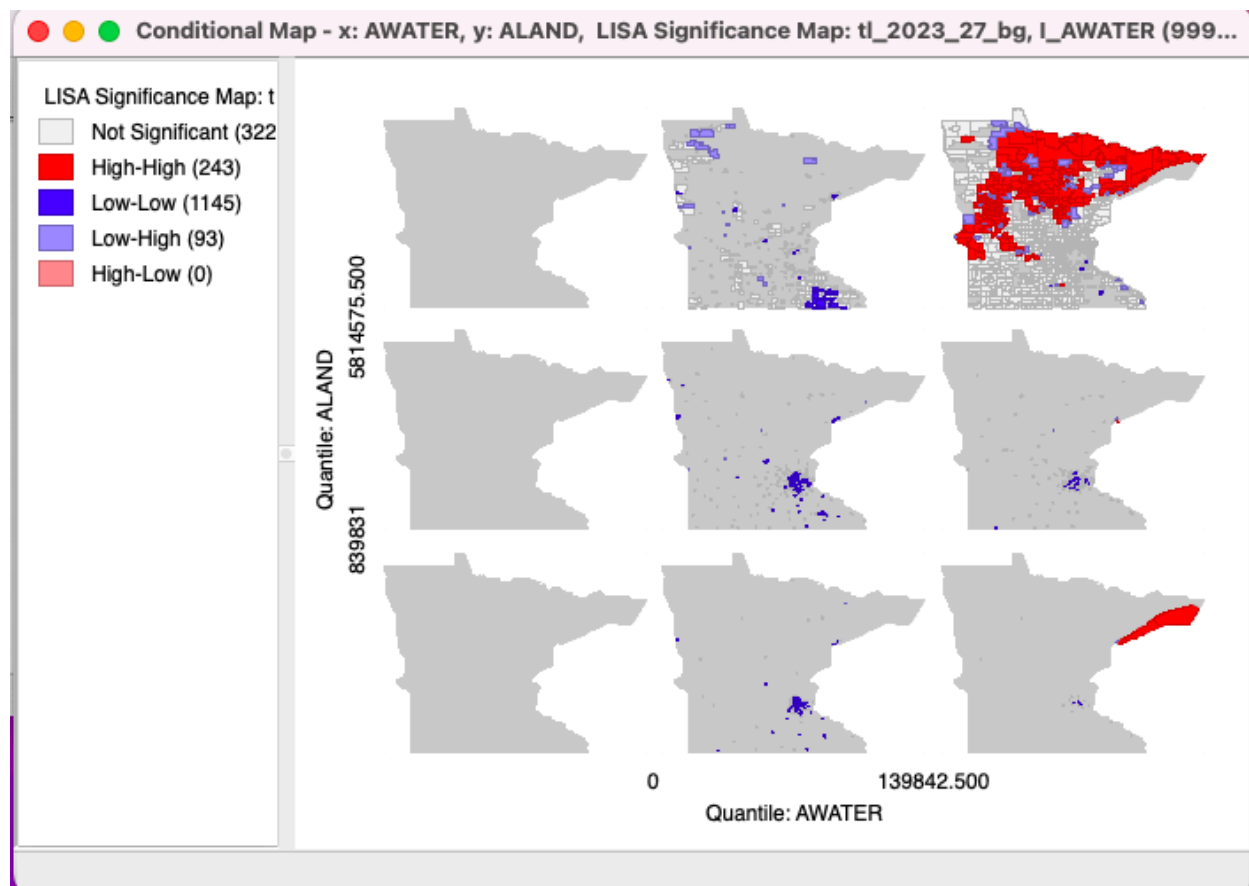 Conditional Map - x: AWATER, y: ALAND, LISA Significance Map: tl_2023_27_bg, I_AWATER (999...
LISA Significance Map: t
Not Significant (322
High-High (243)
Low-Low (1145)
Low-High (93)
High-Low (0)
Quantile: ALAND
5814575.500
839831
0
139842.500
Quantile: AWATER